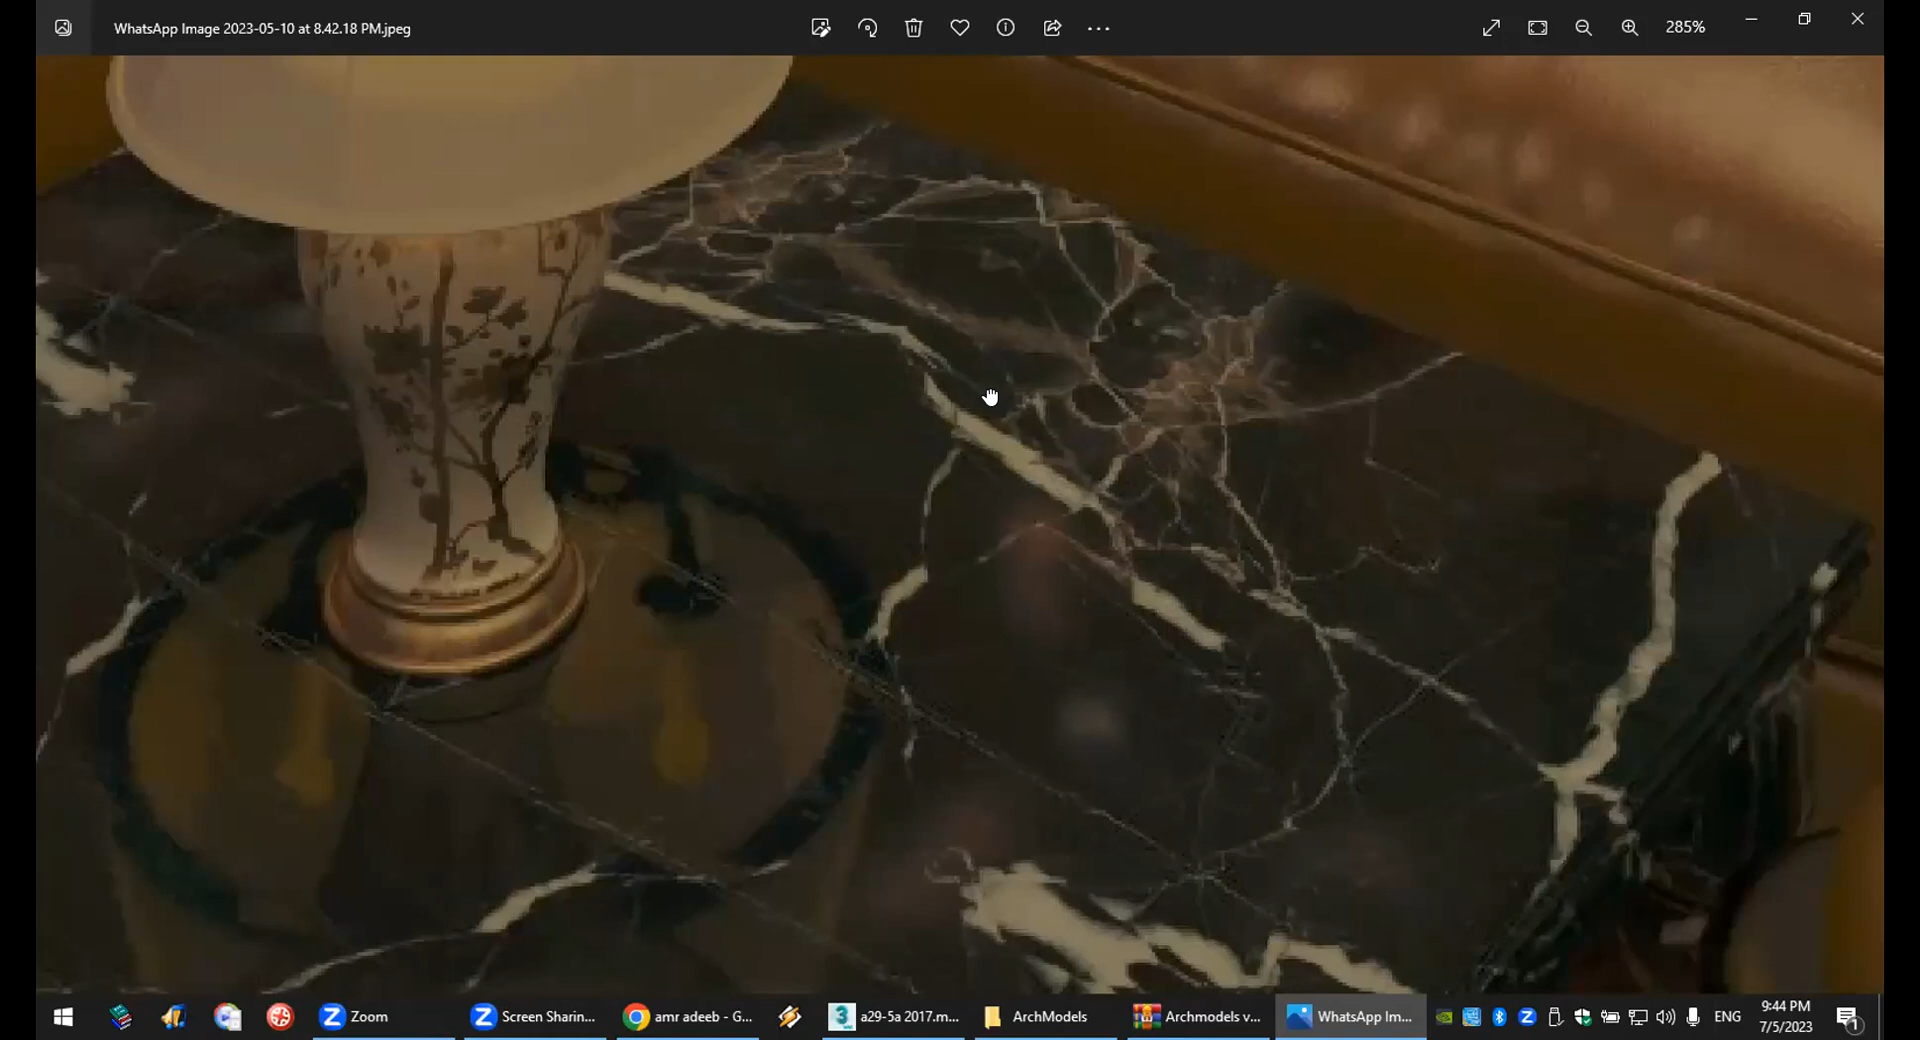 WhatsApp Image 2023-05-10 at 8.42.18 PM.jpeg
285%
Zoom
Screen Sharin...
amr adeeb - G...
a29-5a 2017.m...
ArchModels
Archmodels v...
WhatsApp Im...
ENG
9:44 PM
7/5/2023
1